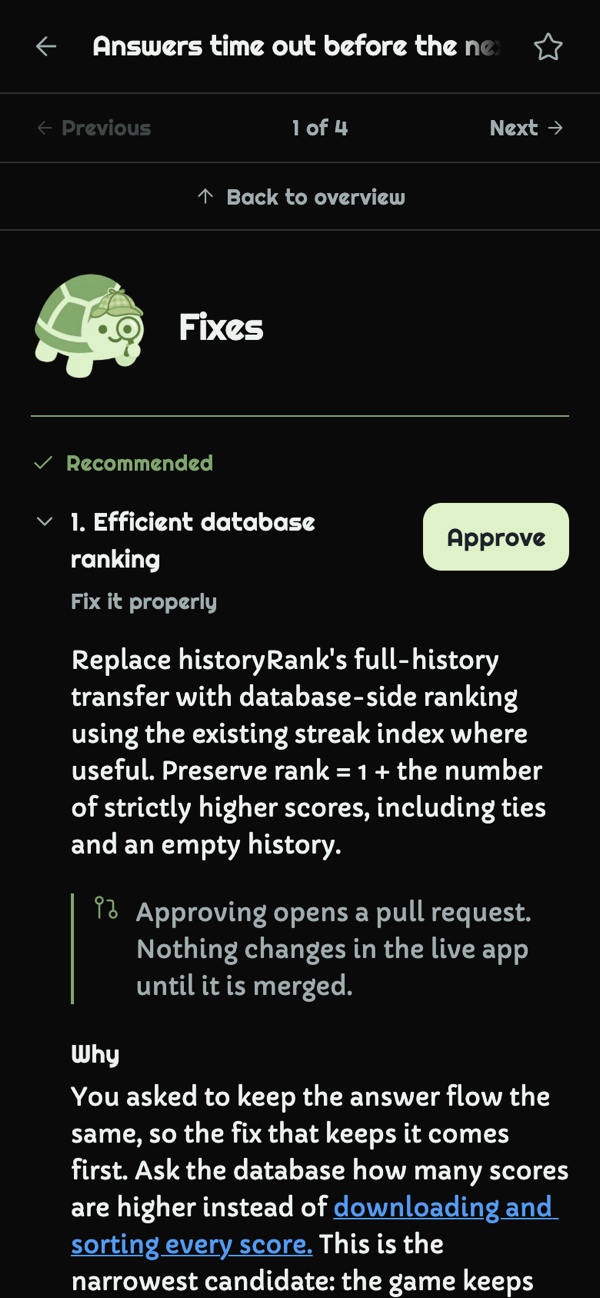 Answers time out before the ne
← Previous
1 of 4
Next →
↑ Back to overview
Fixes
✓ Recommended
1. Efficient database
ranking
Approve
Fix it properly
Replace historyRank's full-history
transfer with database-side ranking
using the existing streak index where
useful. Preserve rank = 1 + the number
of strictly higher scores, including ties
and an empty history.
Approving opens a pull request.
Nothing changes in the live app
until it is merged.
Why
You asked to keep the answer flow the
same, so the fix that keeps it comes
first. Ask the database how many scores
are higher instead of downloading and
sorting every score. This is the
narrowest candidate: the game keeps